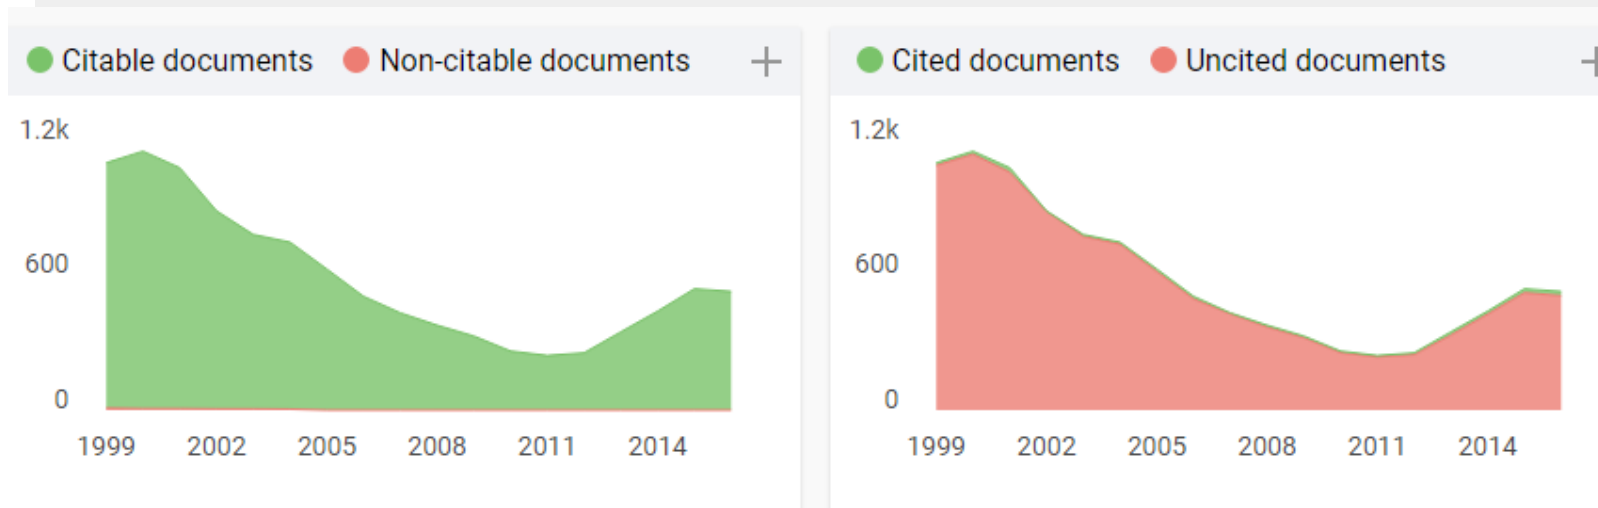 Citable documents Non-citable documents
1.2k
600
0
1999 2002 2005 2008 2011 2014
Cited documents Uncited documents
1.2k
600
0
1999 2002 2005 2008 2011 2014